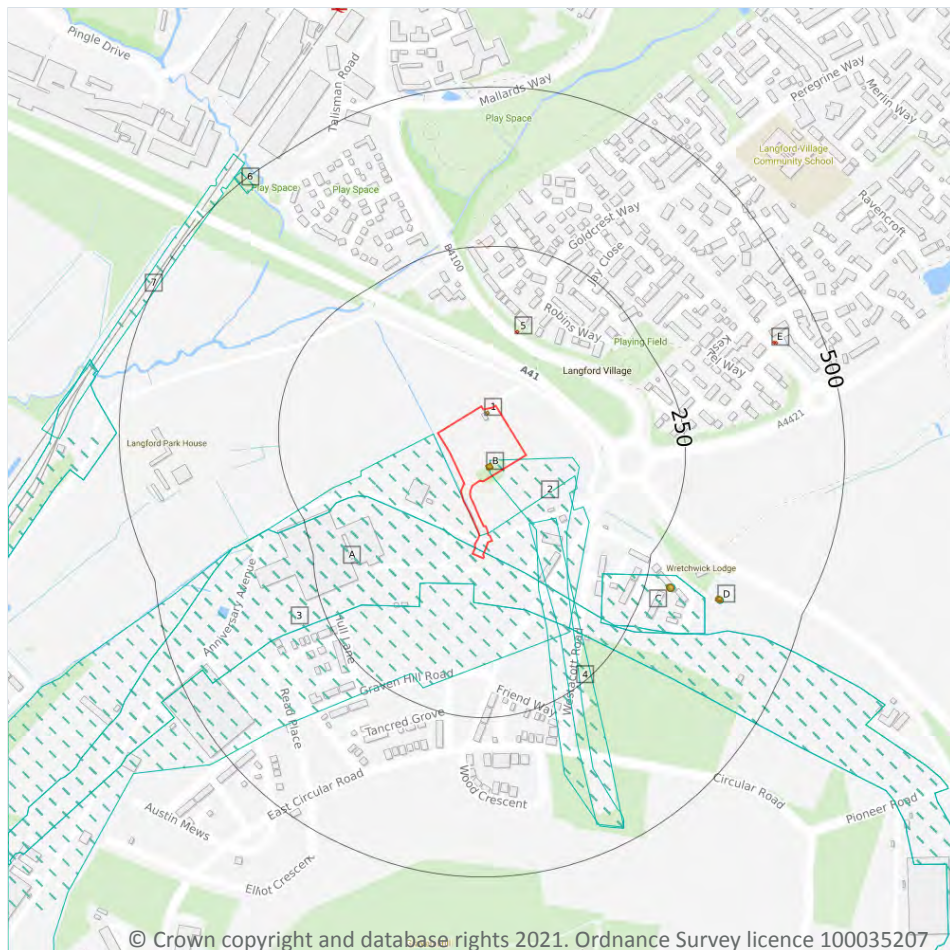 Pingle Drive
Talisman Road
Mallards Way
Play Space
Peregrine Way
Merlin Way
Langford Village
Community School
6
Play Space
Play Space
Ravencroft
Goldcrest Way
Jay Close
B4100
7
5
Robins Way
Playing Field
E
Kestrel Way
A41
Langford Village
500
1
250
A4421
Langford Park House
B
2
A
Wretchwick Lodge
C
D
3
Anniversary Avenue
Hull Lane
Westacott Road
4
Graven Hill Road
Read Place
Friend Way
Tancred Grove
Wood Crescent
East Circular Road
Circular Road
Pioneer Road
Austin Mews
Elliot Crescent
© Crown copyright and database rights 2021. Ordnance Survey licence 100035207